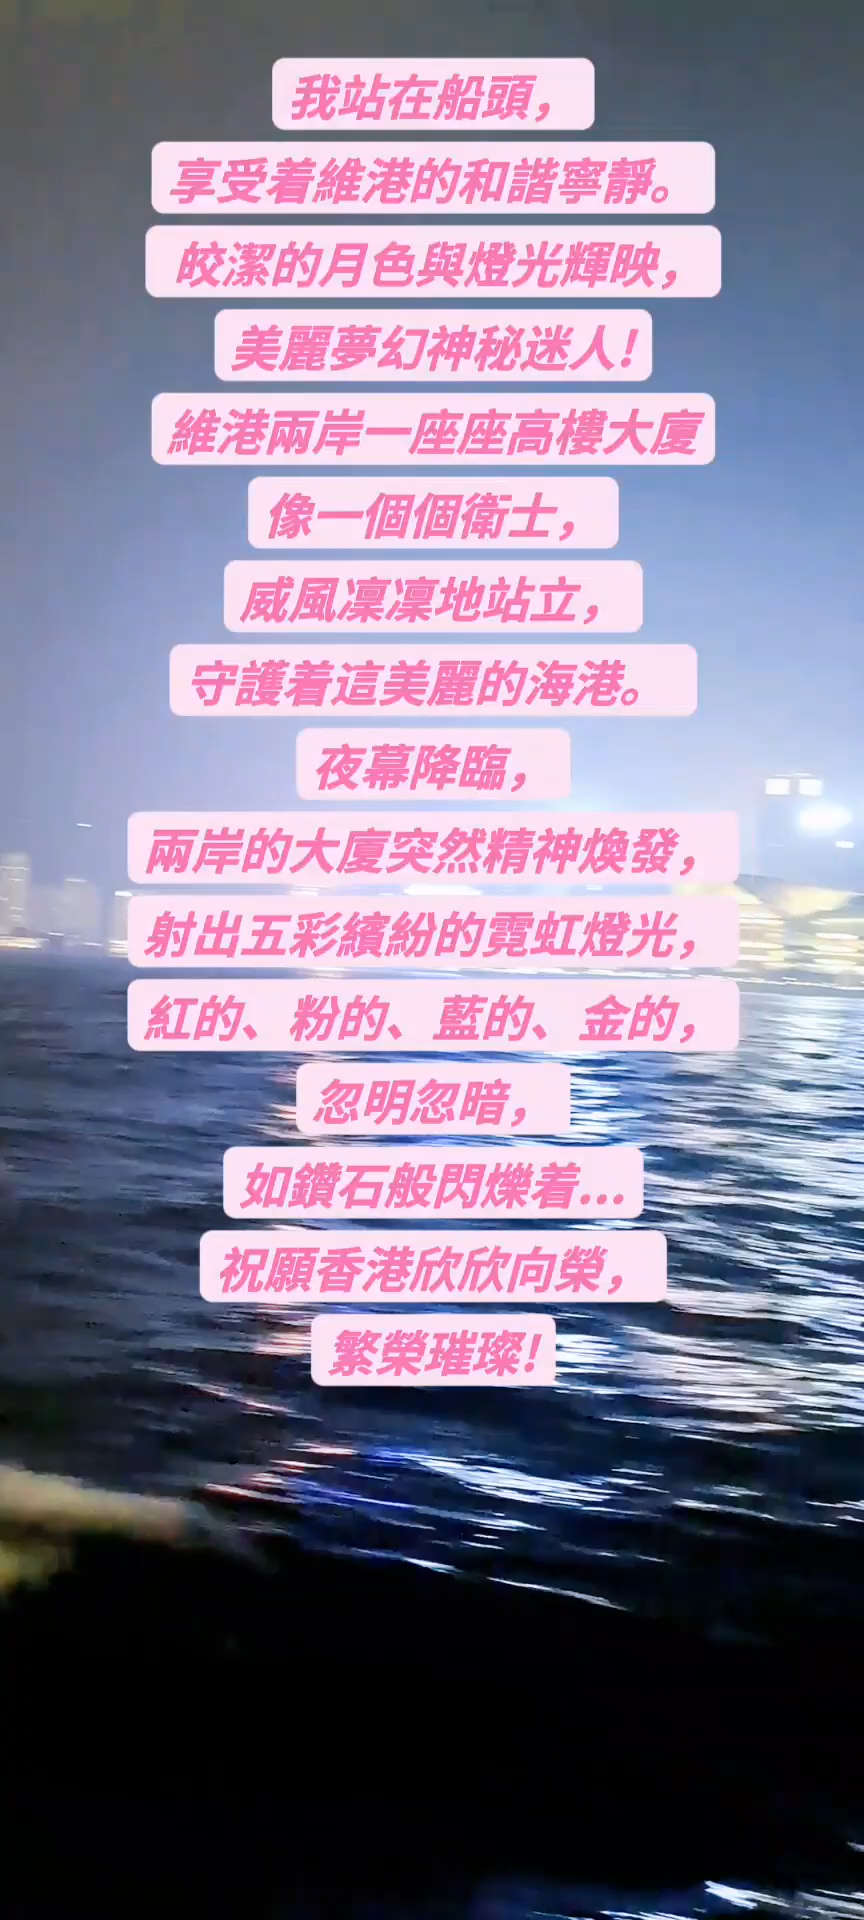 我站在船頭，
享受着維港的和諧寧靜。
皎潔的月色與燈光輝映，
美麗夢幻神秘迷人!
維港兩岸一座座高樓大廈
像一個個衛士，
威風凜凜地站立，
守護着這美麗的海港。
夜幕降臨，
兩岸的大廈突然精神煥發，
射出五彩繽紛的霓虹燈光，
紅的、粉的、藍的、金的，
忽明忽暗，
如鑽石般閃爍着...
祝願香港欣欣向榮，
繁榮璀璨!